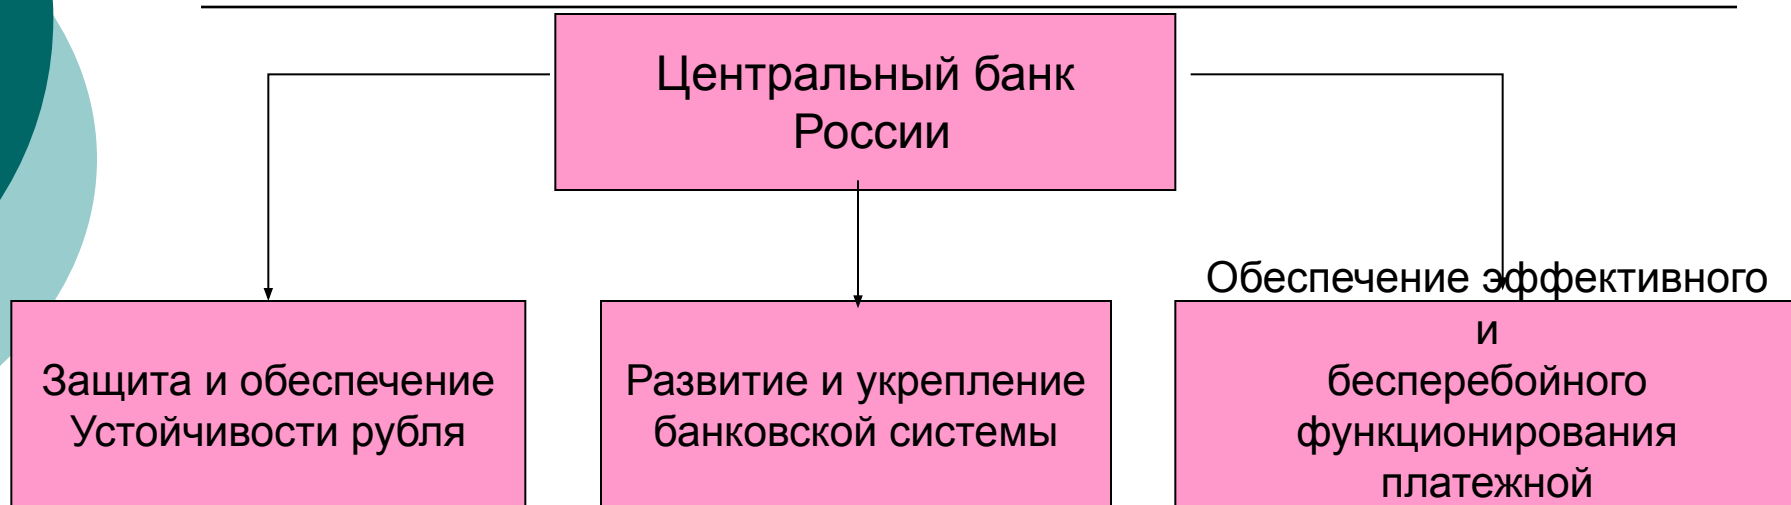 Центральный банк
России
Защита и обеспечение
Устойчивости рубля
Развитие и укрепление
банковской системы
Обеспечение эффективного
и
бесперебойного
функционирования
платежной